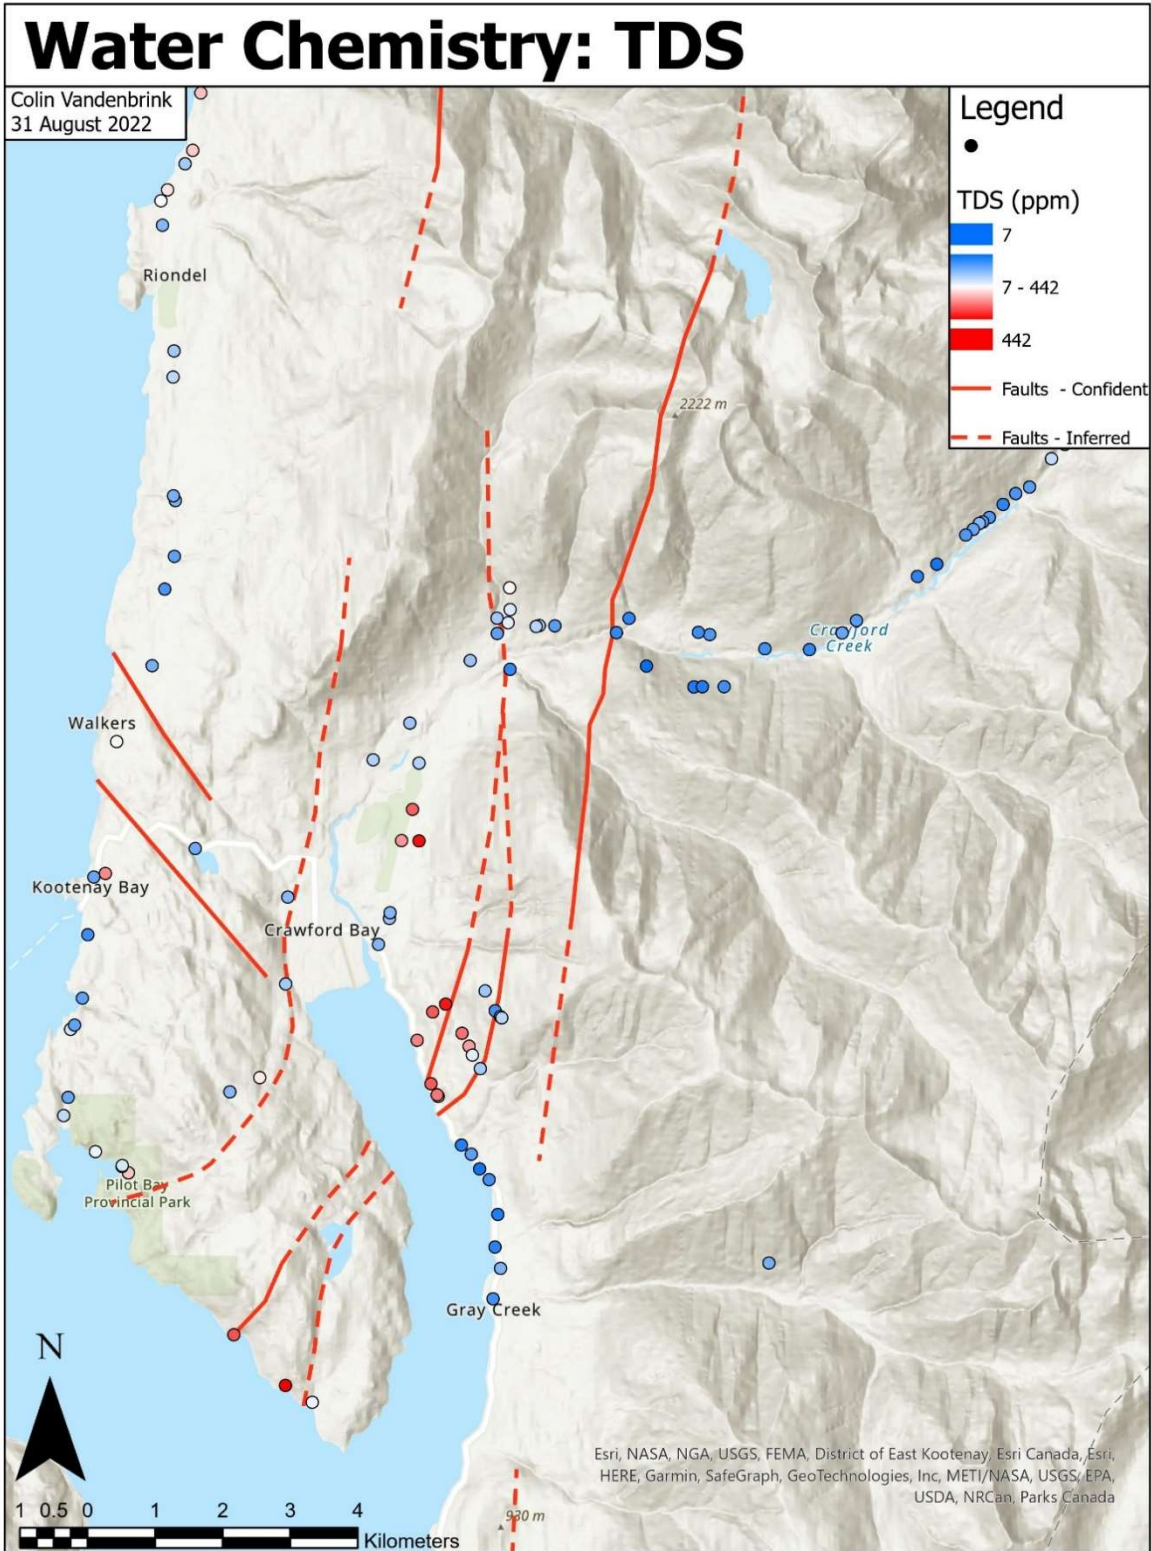 Water Chemistry: TDS
Colin Vandenbrink
31 August 2022
Legend
TDS (ppm)
7
7 - 442
442
Faults - Confident
Faults - Inferred
Riondel
2222 m
Crawford
Creek
Walkers
Kootenay Bay
Crawford Bay
Pilot Bay
Provincial Park
Gray Creek
N
930 m
Esri, NASA, NGA, USGS, FEMA, District of East Kootenay, Esri Canada, Esri,
HERE, Garmin, SafeGraph, GeoTechnologies, Inc, METI/NASA, USGS, EPA,
USDA, NRCan, Parks Canada
1 0.5 0 1 2 3 4
Kilometers